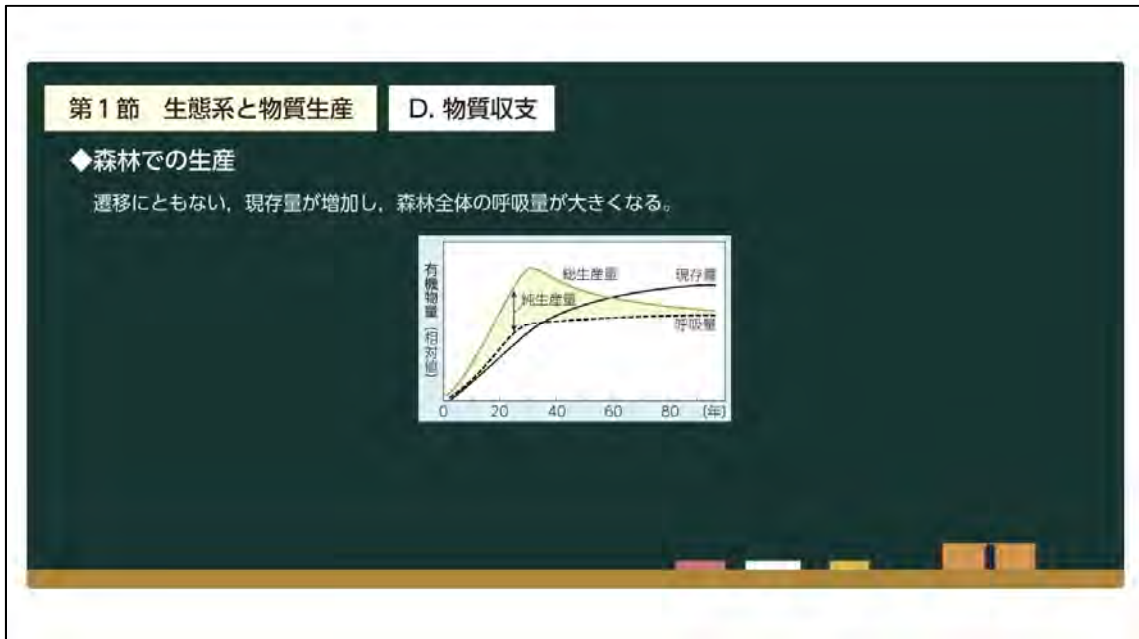 第1節 生態系と物質生産
D. 物質収支
◆森林での生産
遷移にともない,現存量が増加し,森林全体の呼吸量が大きくなる。
有機物量(相対値)
総生産量
現存量
純生産量
呼吸量
0 20 40 60 80 (年)